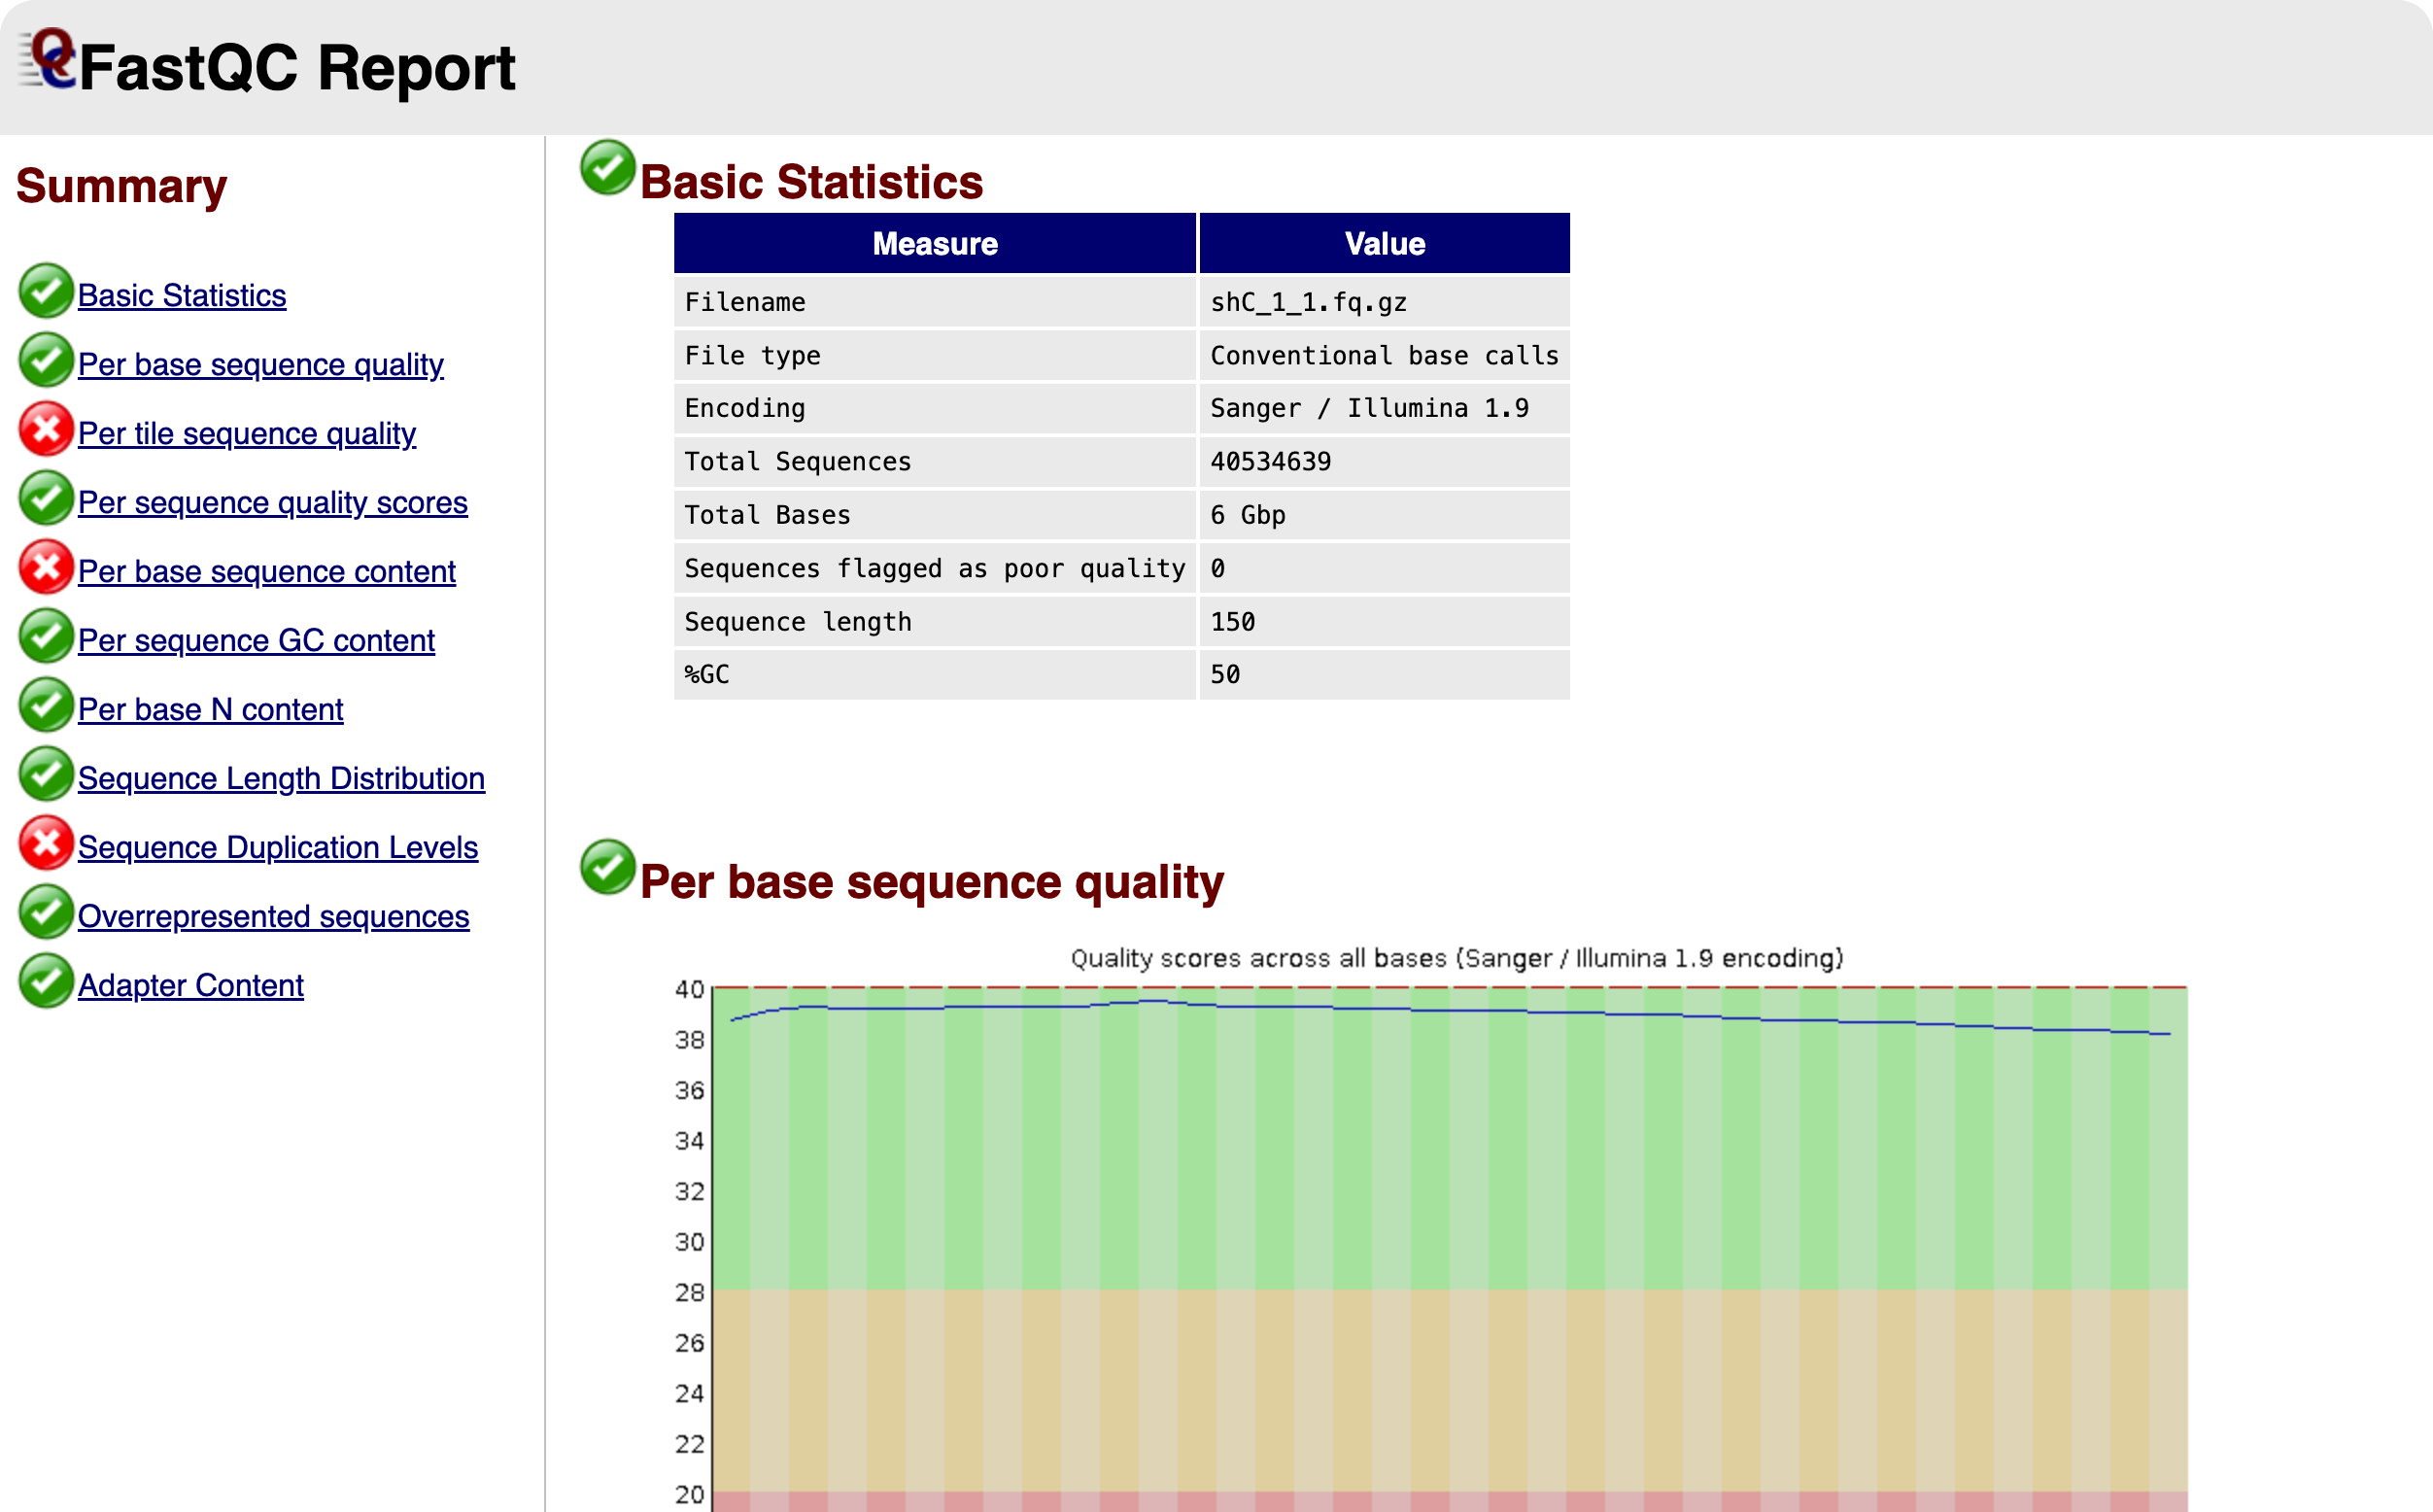 FastQC Report
Summary
Basic Statistics
Per base sequence quality
Per tile sequence quality
Per sequence quality scores
Per base sequence content
Per sequence GC content
Per base N content
Sequence Length Distribution
Sequence Duplication Levels
Overrepresented sequences
Adapter Content
Basic Statistics
Measure Value
Filename shC_1_1.fq.gz
File type Conventional base calls
Encoding Sanger / Illumina 1.9
Total Sequences 40534639
Total Bases 6 Gbp
Sequences flagged as poor quality 0
Sequence length 150
%GC 50
Per base sequence quality
Quality scores across all bases (Sanger / Illumina 1.9 encoding)
40
38
36
34
32
30
28
26
24
22
20